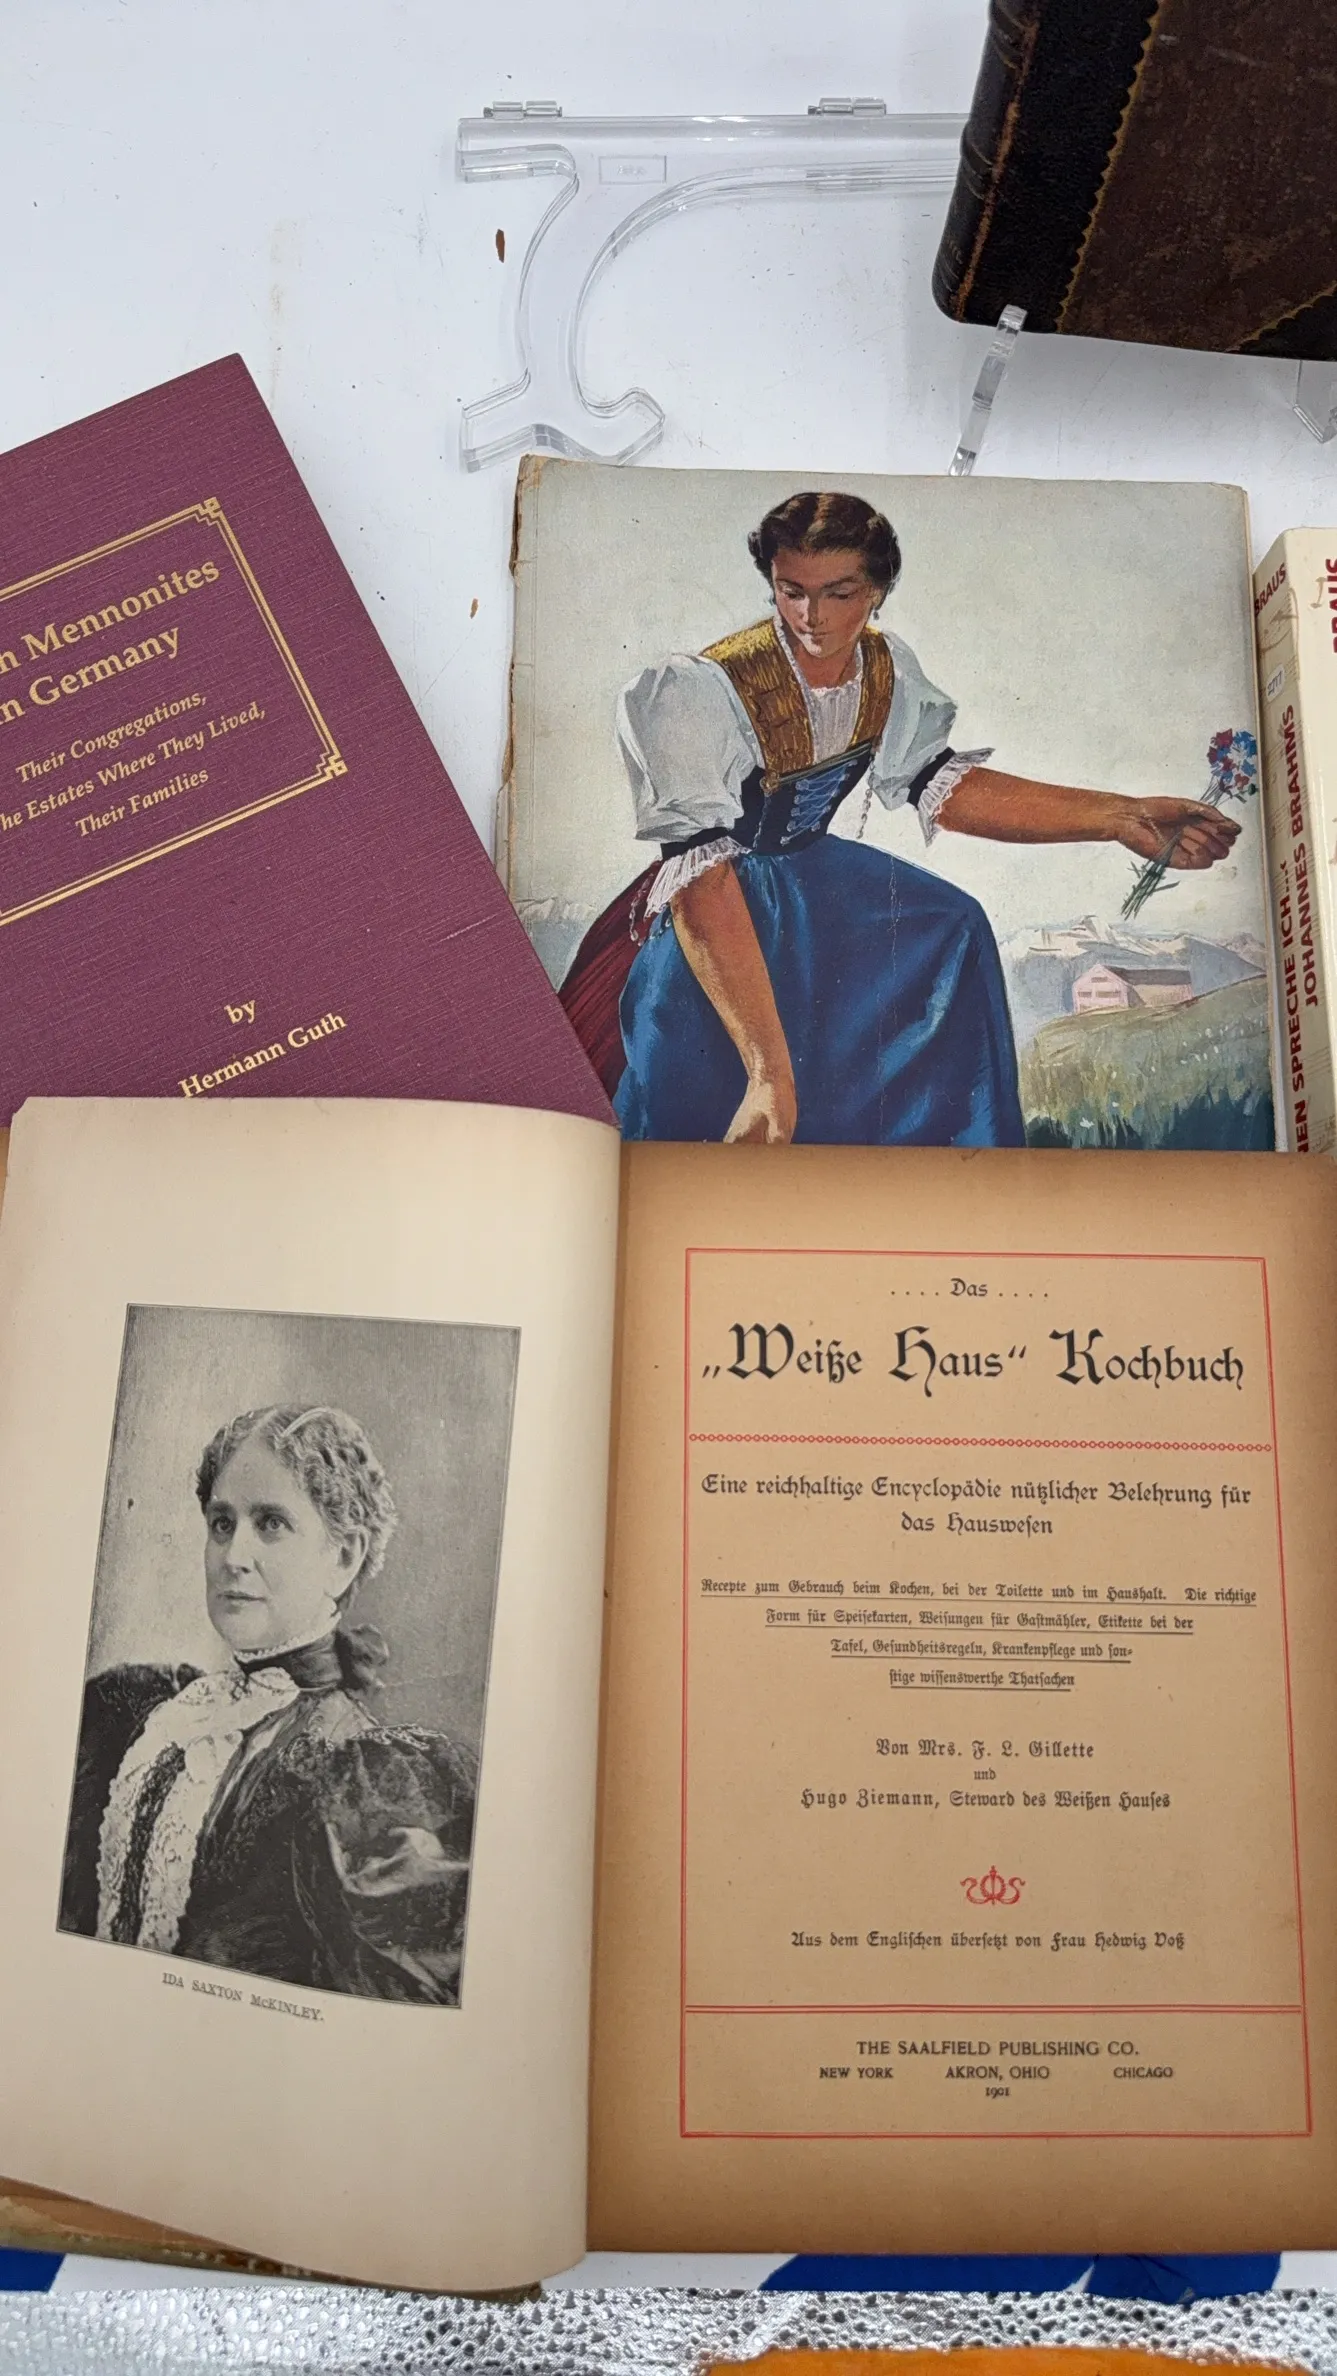 n Mennonites
n Germany
Their Congregations,
he Estates Where They Lived,
Their Families
by
Hermann Guth
BRAUS
NEN SPRECHE ICH...‹
JOHANNES BRAHMS
.... Das ....
„Weiße Haus“ Kochbuch
Eine reichhaltige Encyclopädie nützlicher Belehrung für
das Hauswesen
Recepte zum Gebrauch beim Kochen, bei der Toilette und im Haushalt. Die richtige
Form für Speisekarten, Weisungen für Gastmähler, Etikette bei der
Tafel, Gesundheitsregeln, Krankenpflege und son-
stige wissenswerthe Thatsachen
Von Mrs. F. L. Gillette
und
Hugo Ziemann, Steward des Weißen Hauses
Aus dem Englischen übersetzt von Frau Hedwig Voß
THE SAALFIELD PUBLISHING CO.
NEW YORK AKRON, OHIO CHICAGO
1901
IDA SAXTON McKINLEY.